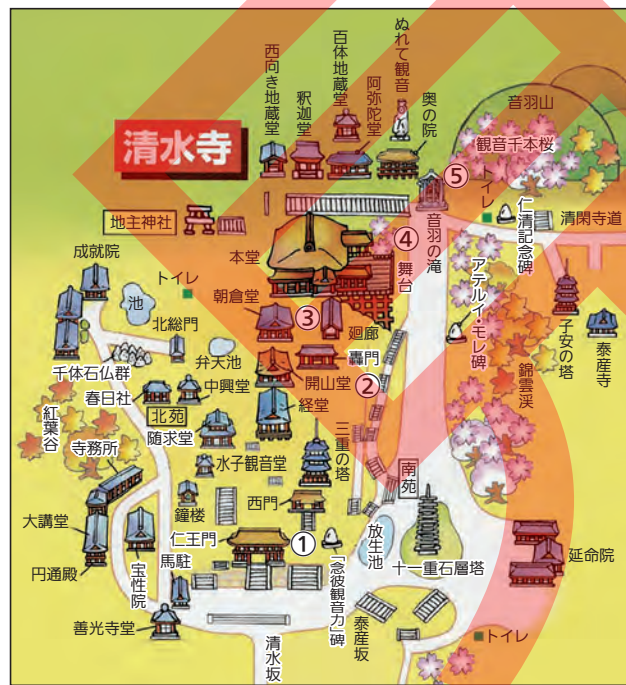 西向き地蔵堂
釈迦堂
百体地蔵堂
阿弥陀堂
ぬれて観音
奥の院
音羽山
観音千本桜
清水寺
⑤
トイレ
仁清記念碑
清閑寺道
地主神社
音羽の滝
成就院
本堂
④
舞台
アテルイ・モレ碑
トイレ
池
朝倉堂
③
廻廊
子安の塔
泰産寺
北総門
弁天池
轟門
錦雲渓
千体石仏群
開山堂
②
春日社
中興堂
経堂
紅葉谷
北苑
随求堂
三重の塔
寺務所
水子観音堂
南苑
西門
鐘楼
大講堂
仁王門
①
放生池
十一重石層塔
延命院
円通殿
宝性院
馬駐
「念彼観音力」碑
善光寺堂
清水坂
泰産坂
トイレ